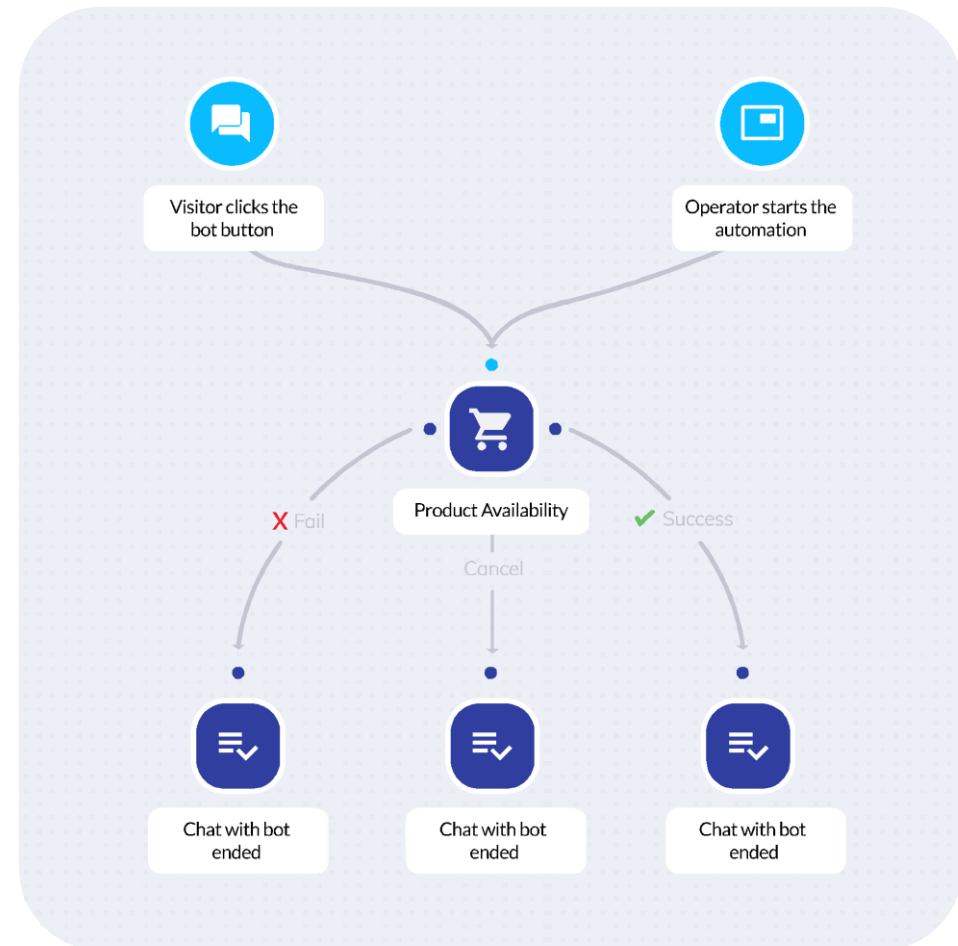 Visitor clicks the
bot button
Operator starts the
automation
Product Availability
X Fail
✔ Success
Cancel
Chat with bot
ended
Chat with bot
ended
Chat with bot
ended